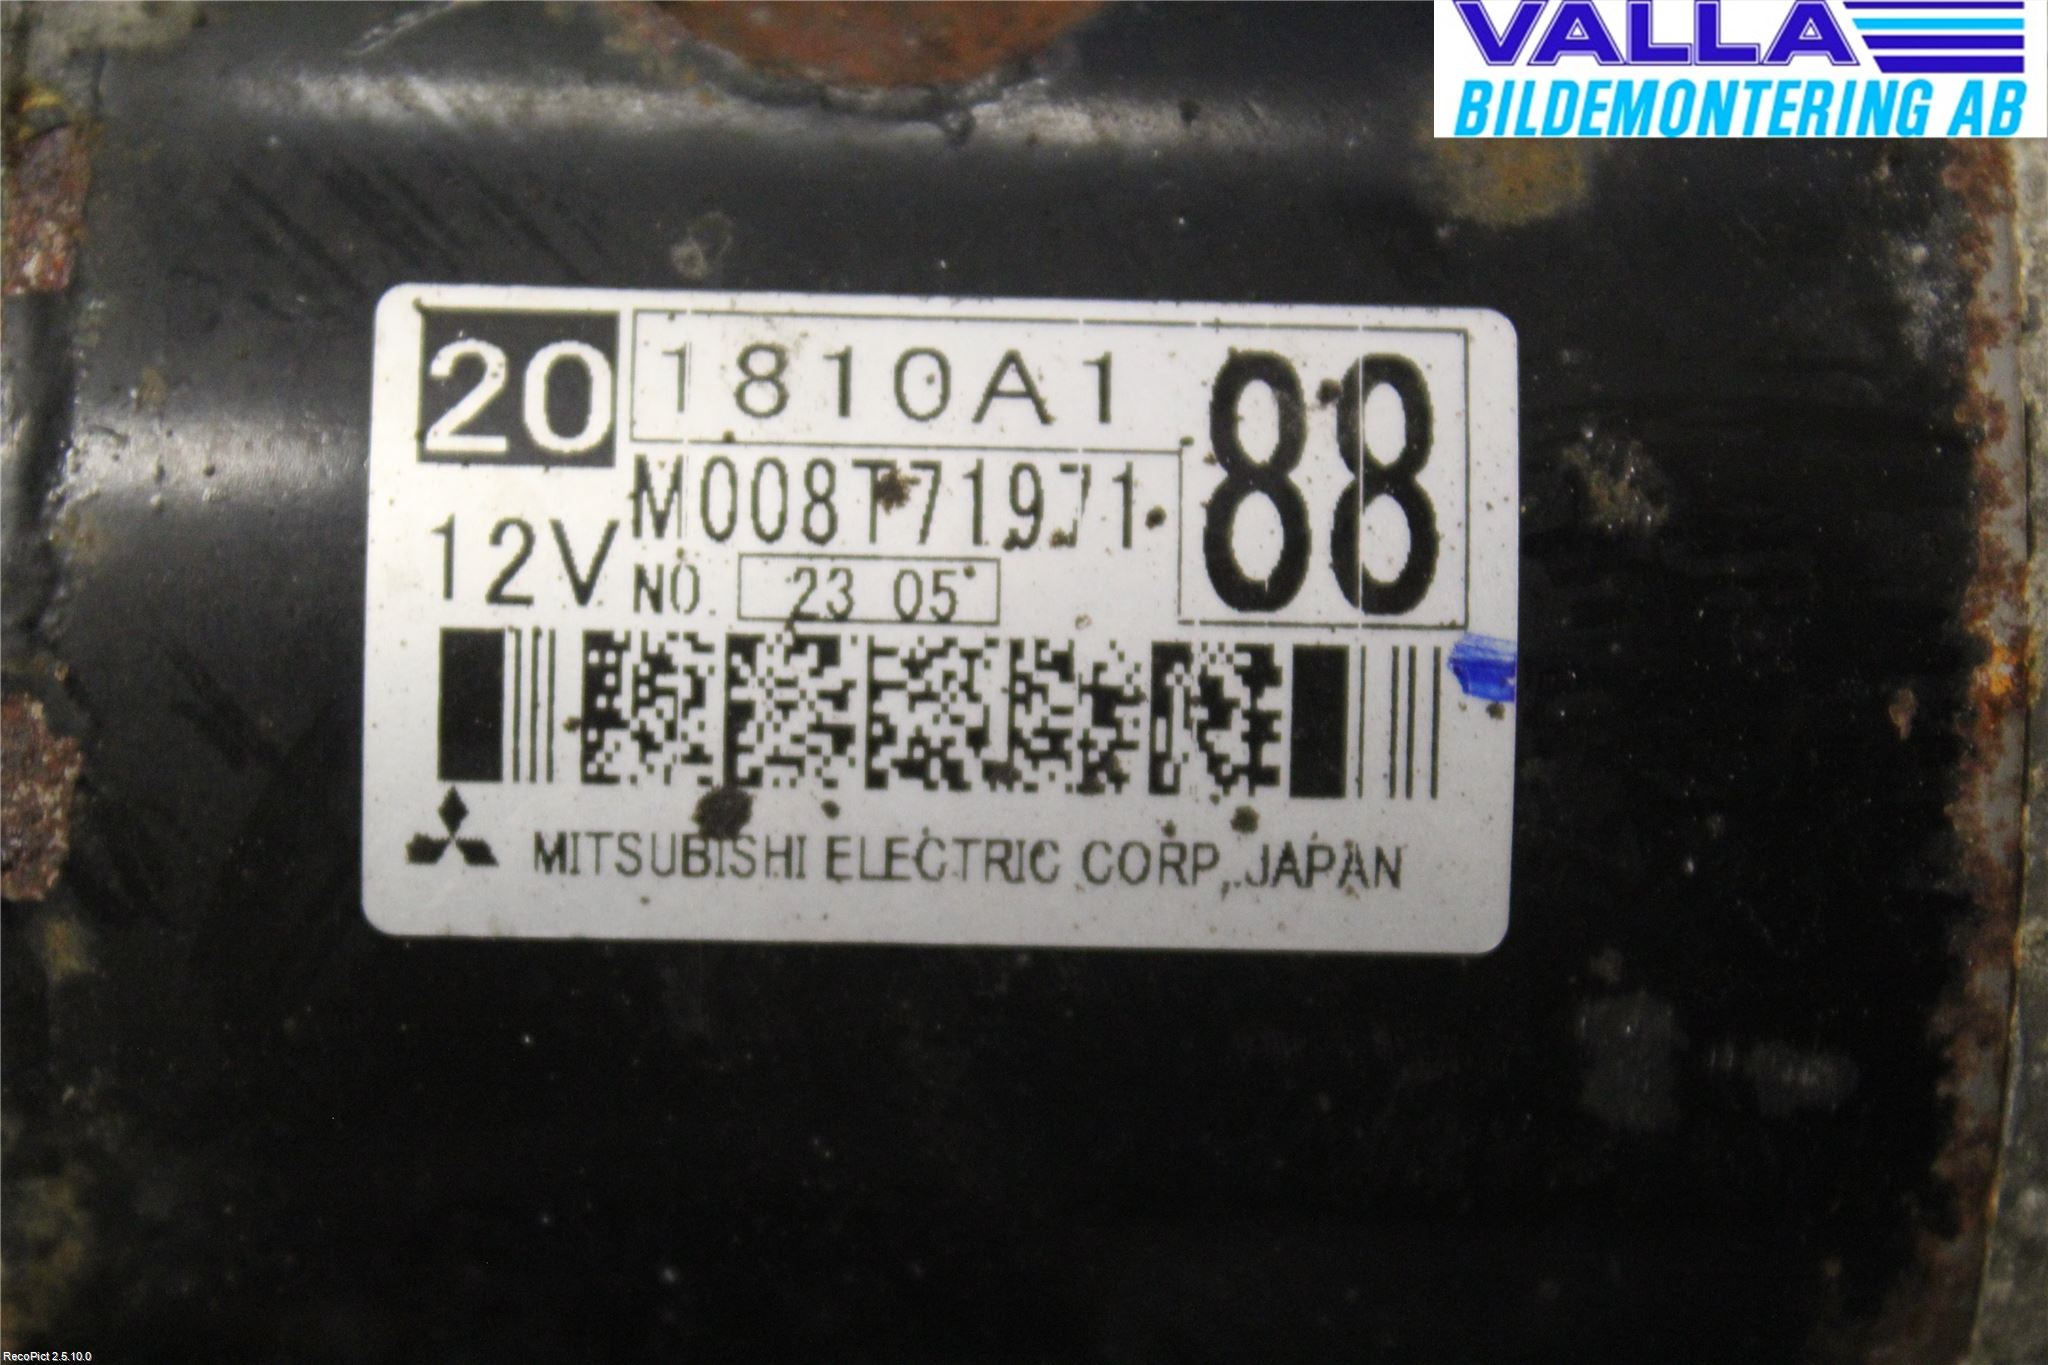 VALLA
BILDEMONTERING AB
20 1810A1 88
M008T71971
12V NO. 23 05
MITSUBISHI ELECTRIC CORP. JAPAN
RecoPict 2.5.10.0